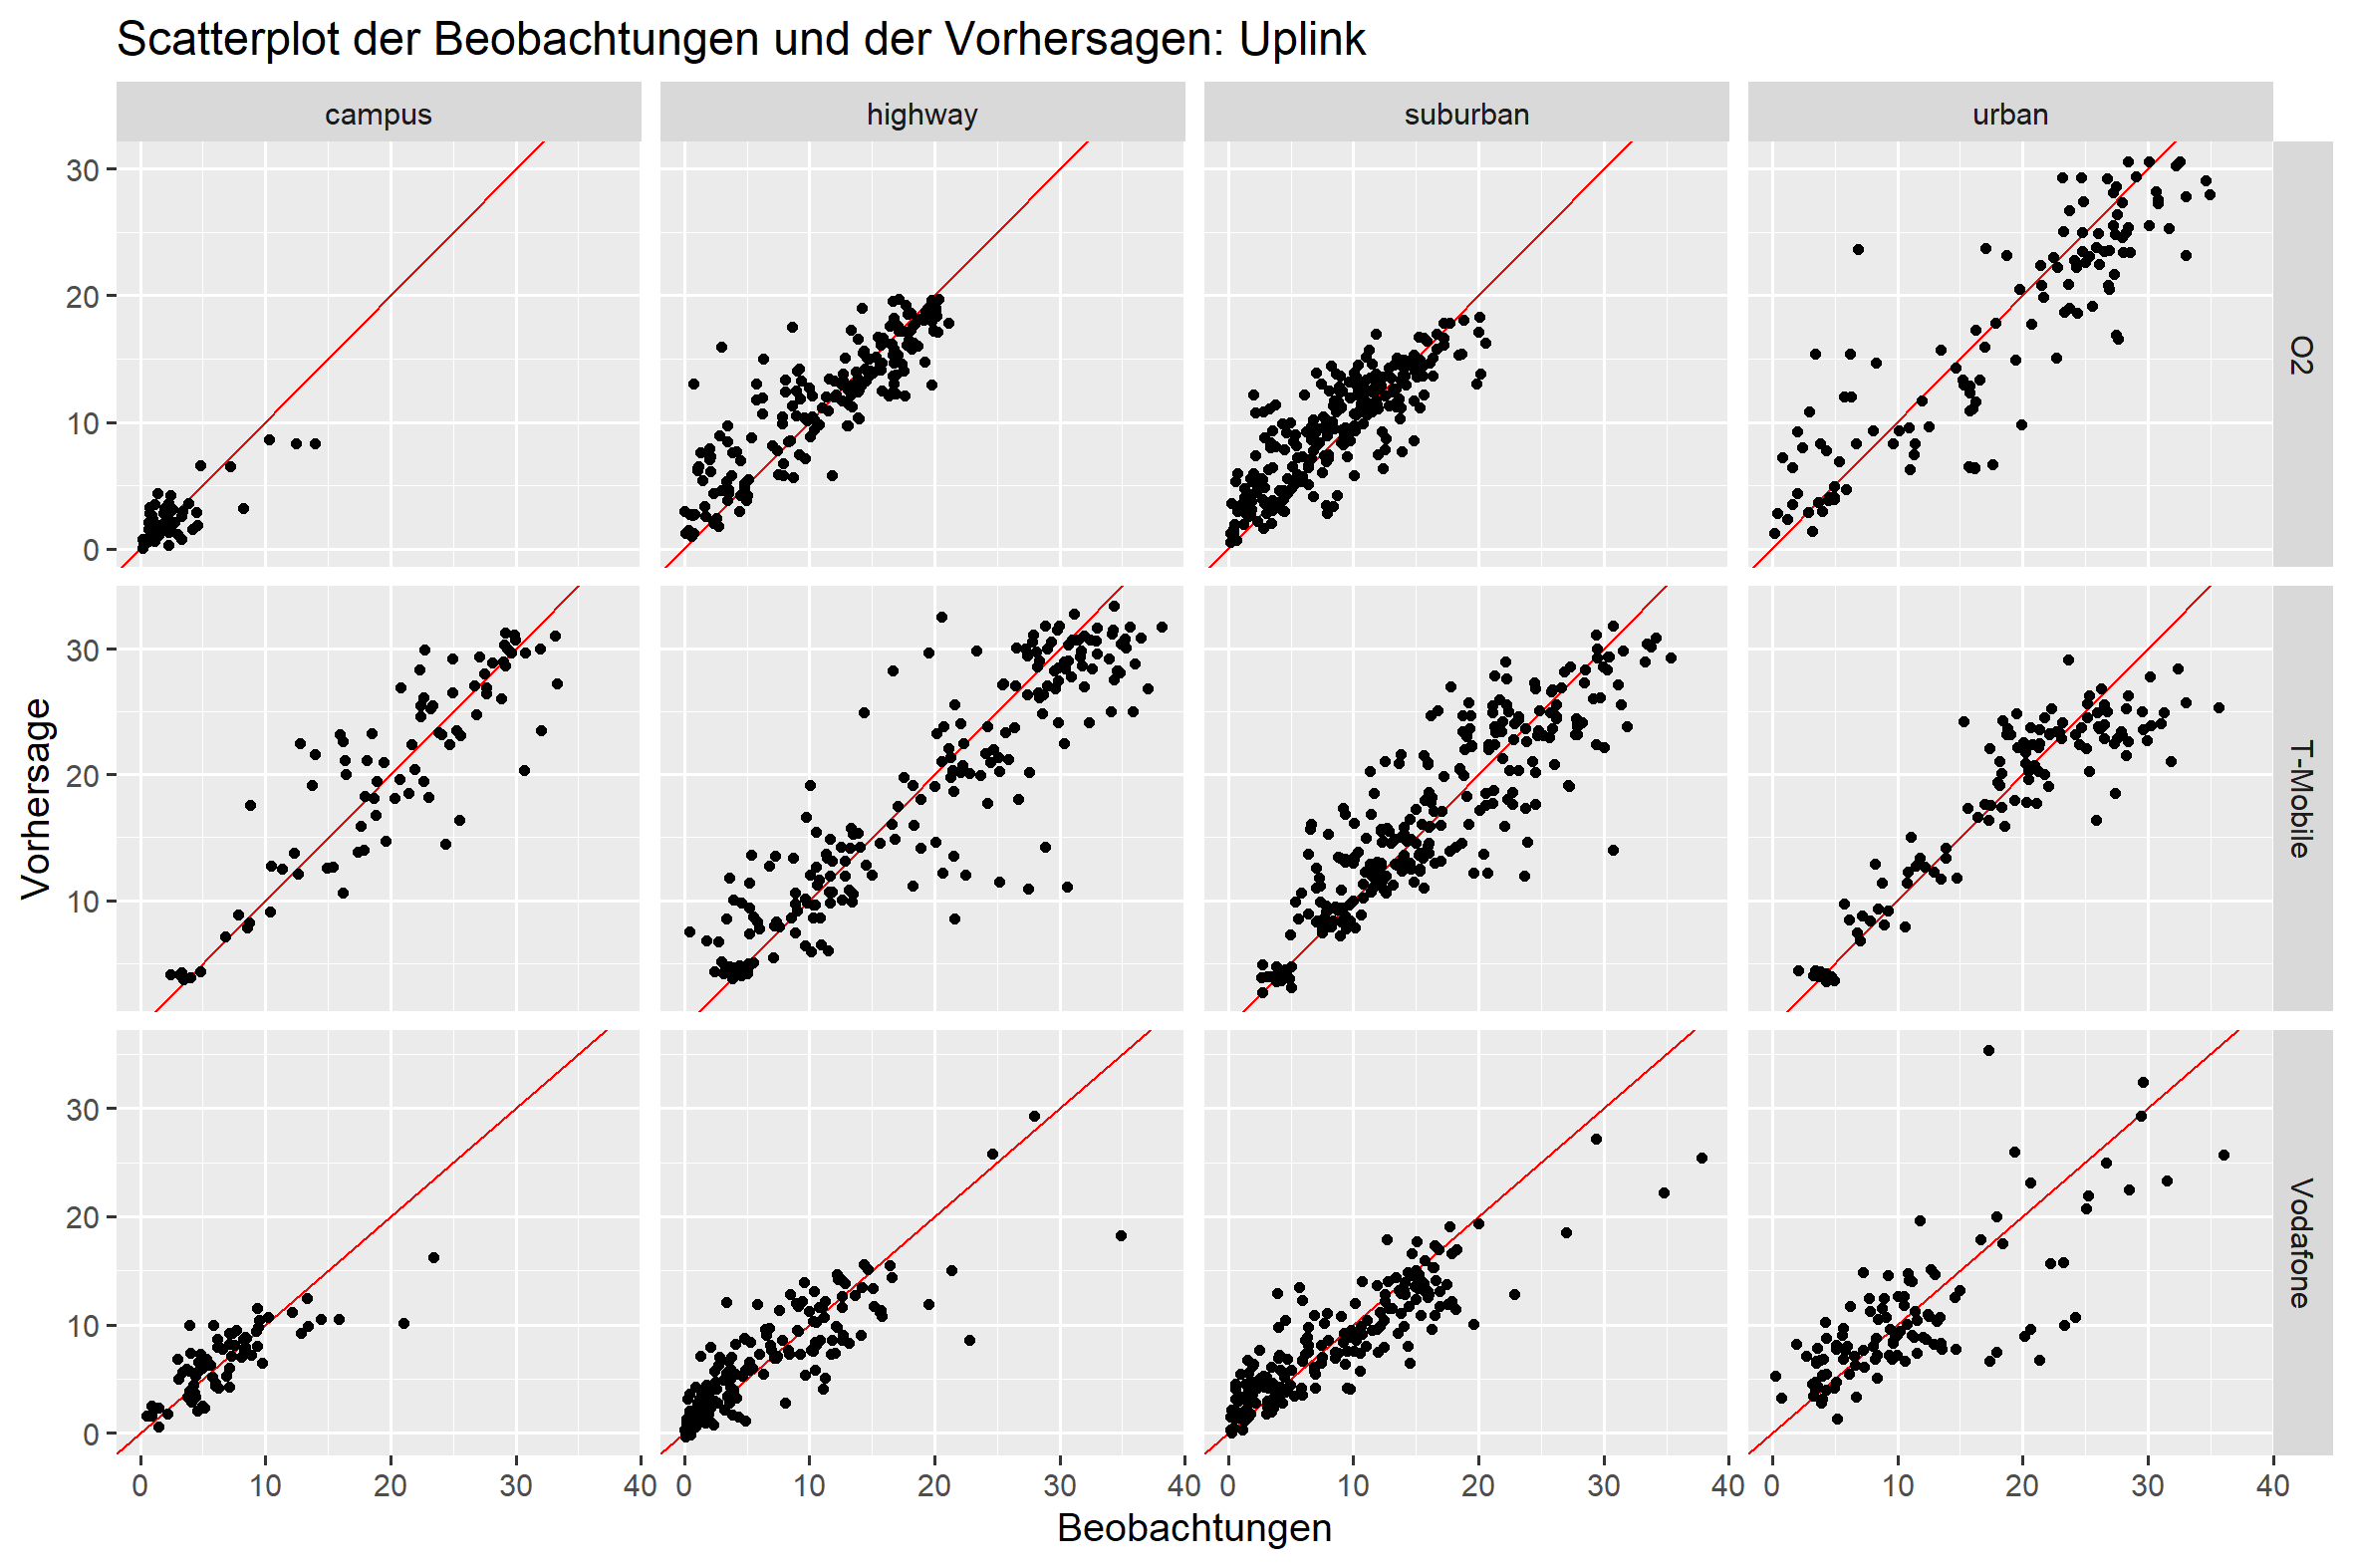 Scatterplot der Beobachtungen und der Vorhersagen: Uplink
campus highway suburban urban
30
20
10
0
O2
30
20
10
T-Mobile
30
20
10
0
Vodafone
Vorhersage
0 10 20 30 40 0 10 20 30 40 0 10 20 30 40 0 10 20 30 40
Beobachtungen